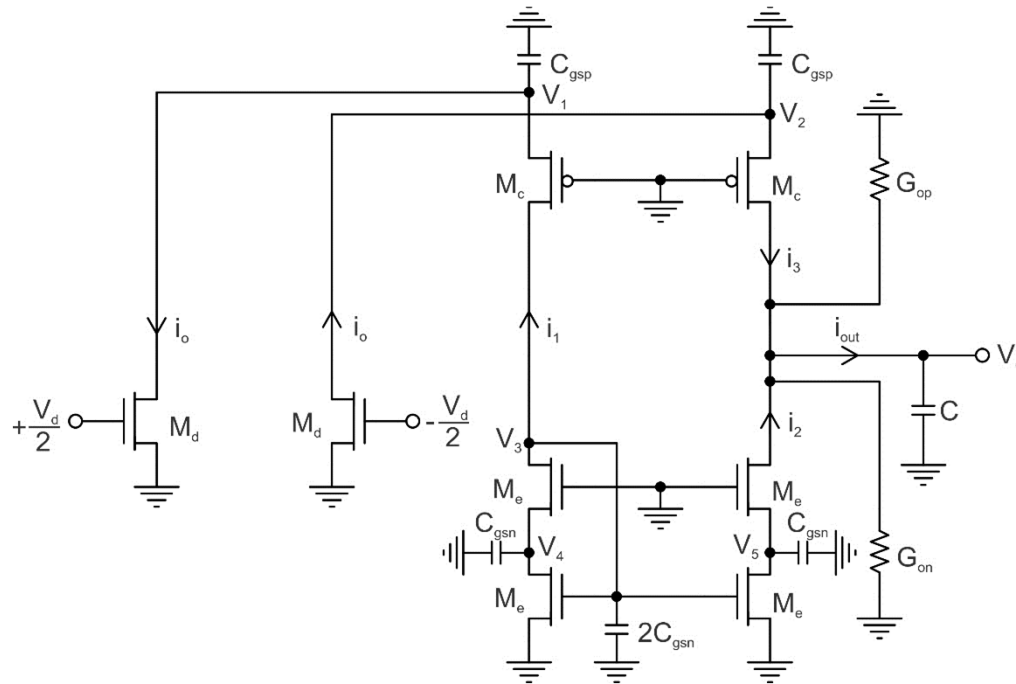 C_gsp
C_gsp
V_1
V_2
M_c
M_c
G_op
i_3
i_o
i_o
i_1
i_out
V
+V_d/2
M_d
M_d
-V_d/2
C
i_2
V_3
M_e
M_e
C_gsn
V_4
V_5
C_gsn
G_on
M_e
M_e
2C_gsn